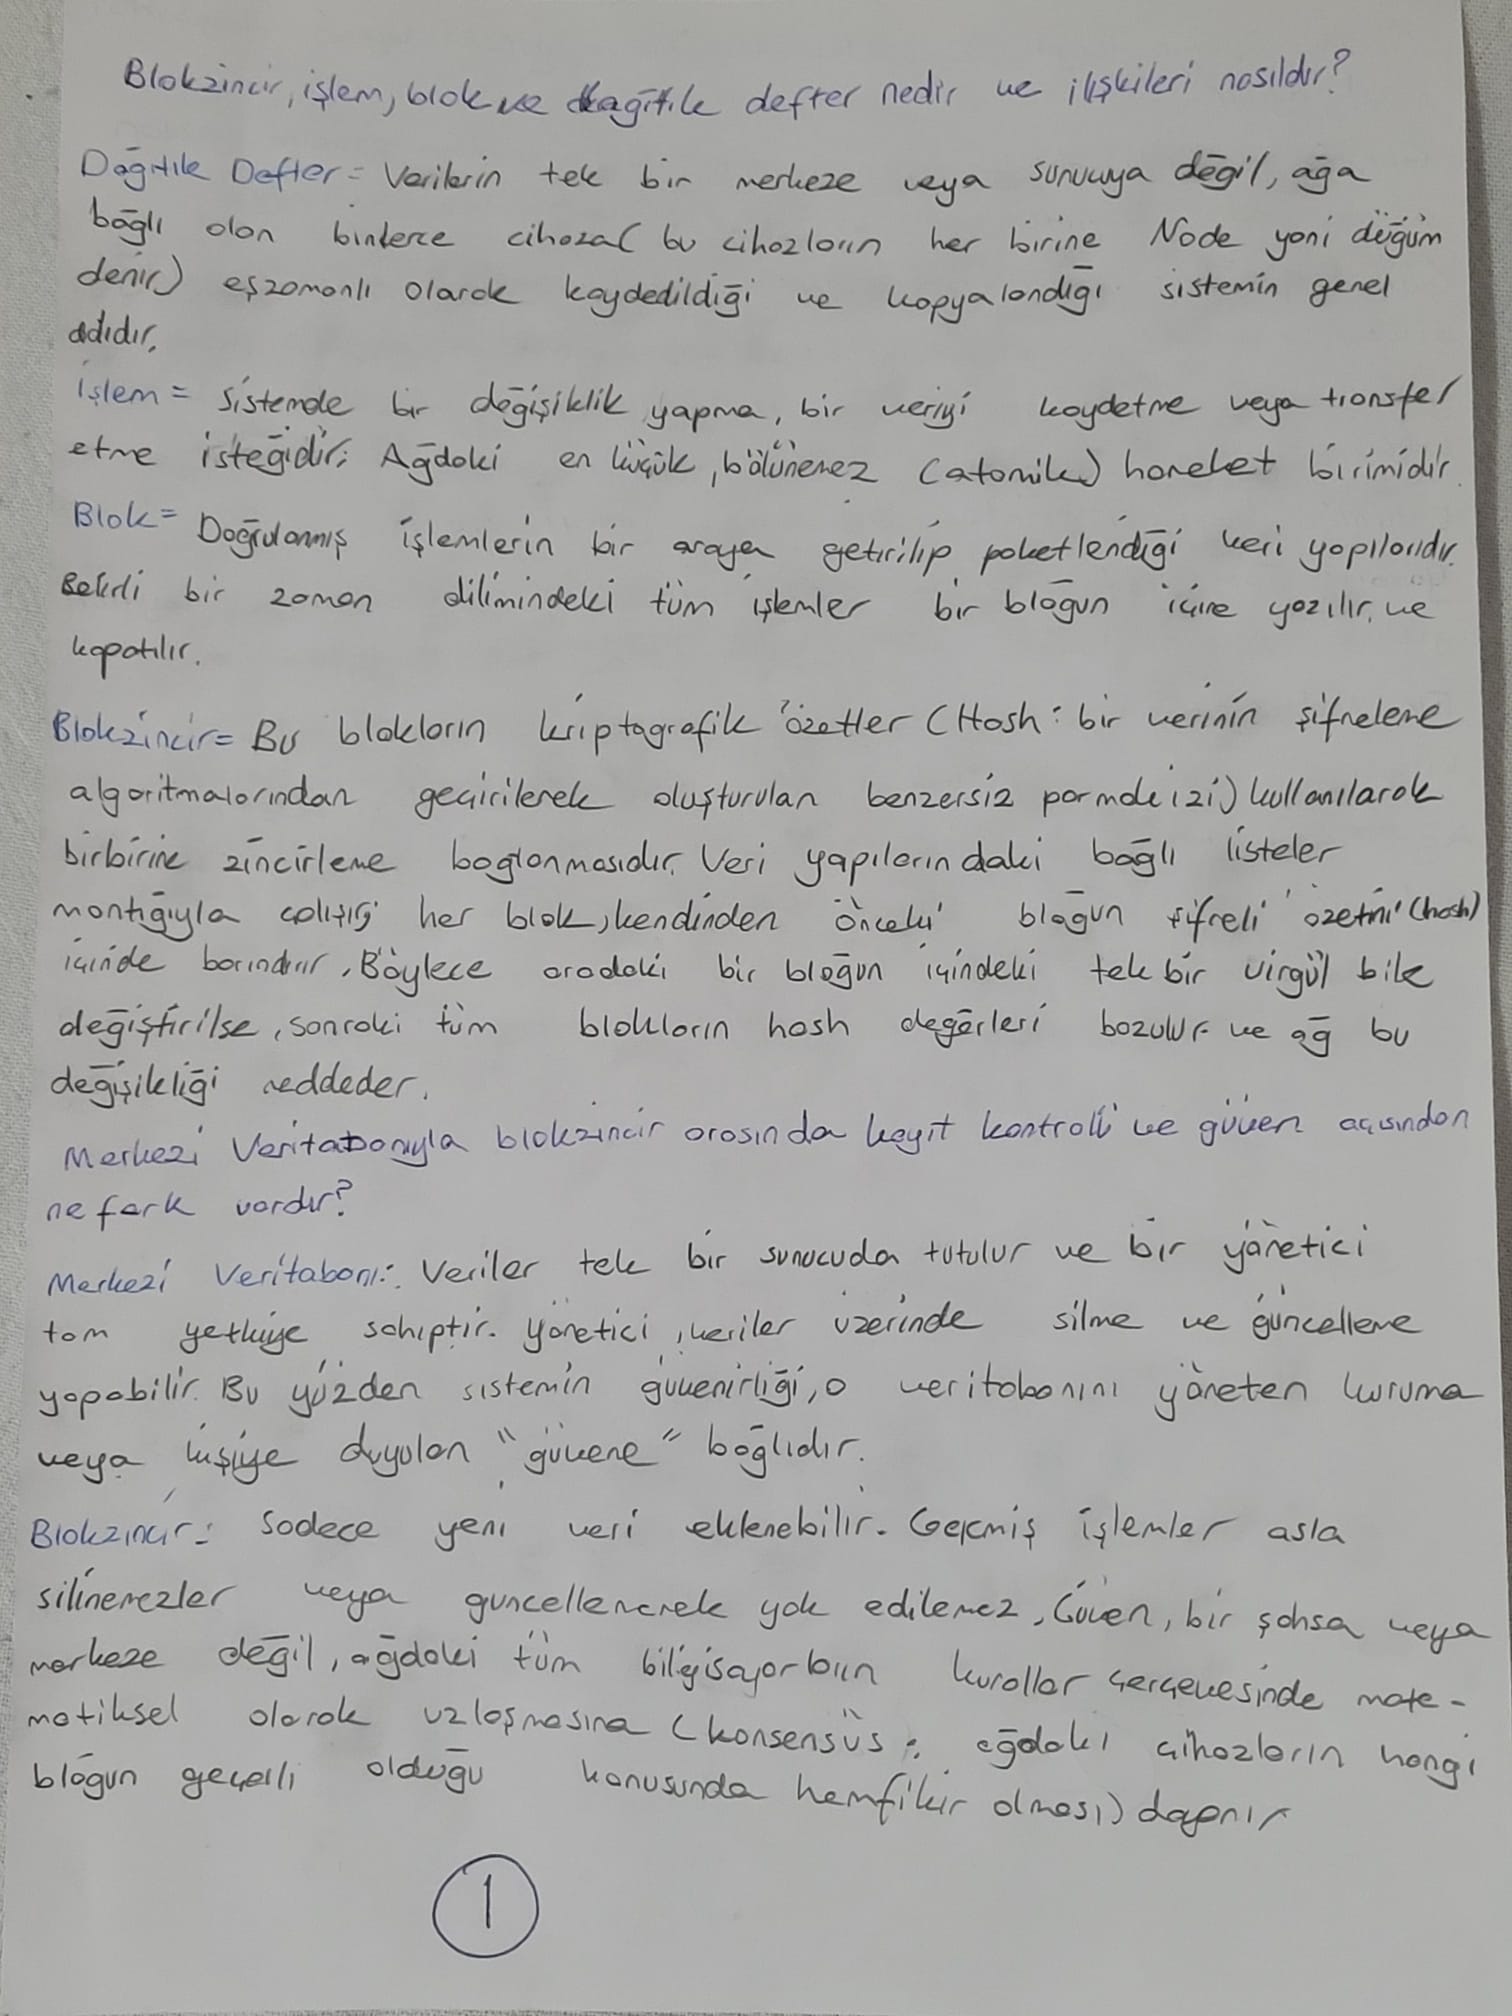 Blokzincir, işlem, blok ve dağıtık defter nedir ve ilişkileri nasıldır?
Dağıtık Defter = Verilerin tek bir merkeze veya sunucuya değil, ağa
bağlı olan binlerce cihaza( bu cihazların her birine Node yani düğüm
denir) eşzamanlı olarak kaydedildiği ve kopyalandığı sistemin genel
adıdır.
işlem = Sistemde bir değişiklik yapma, bir veriyi kaydetme veya transfer
etme isteğidir. Ağdaki en küçük, bölünemez (atomik) hareket birimidir.
Blok = Doğrulanmış işlemlerin bir araya getirilip paketlendiği veri yapılarıdır.
Belirli bir zaman dilimindeki tüm işlemler bir bloğun içine yazılır ve
kapatılır.
Blokzincir = Bu blokların kriptografik özetler (Hash: bir verinin şifreleme
algoritmalarından geçirilerek oluşturulan benzersiz parmak izi) kullanılarak
birbirine zincirleme bağlanmasıdır. Veri yapılarındaki bağlı listeler
mantığıyla çalışır; her blok, kendinden önceki bloğun şifreli özetini (hash)
içinde barındırır. Böylece aradaki bir bloğun içindeki tek bir virgül bile
değiştirilse, sonraki tüm blokların hash değerleri bozulur ve ağ bu
değişikliği reddeder.
Merkezi Veritabanıyla blokzincir arasında kayıt kontrolü ve güven açısından
ne fark vardır?
Merkezi Veritabanı: Veriler tek bir sunucuda tutulur ve bir yönetici
tam yetkiye sahiptir. Yönetici, veriler üzerinde silme ve güncelleme
yapabilir. Bu yüzden sistemin güvenirliği, o veritabanını yöneten kuruma
veya kişiye duyulan "güvene" bağlıdır.
Blokzincir: Sadece yeni veri eklenebilir. Geçmiş işlemler asla
silinemezler veya güncellenerek yok edilemez. Güven, bir şahsa veya
merkeze değil, ağdaki tüm bilgisayarların kurallar çerçevesinde mate-
matiksel olarak uzlaşmasına (konsensüs: ağdaki cihazların hangi
bloğun geçerli olduğu konusunda hemfikir olması) dayanır
1